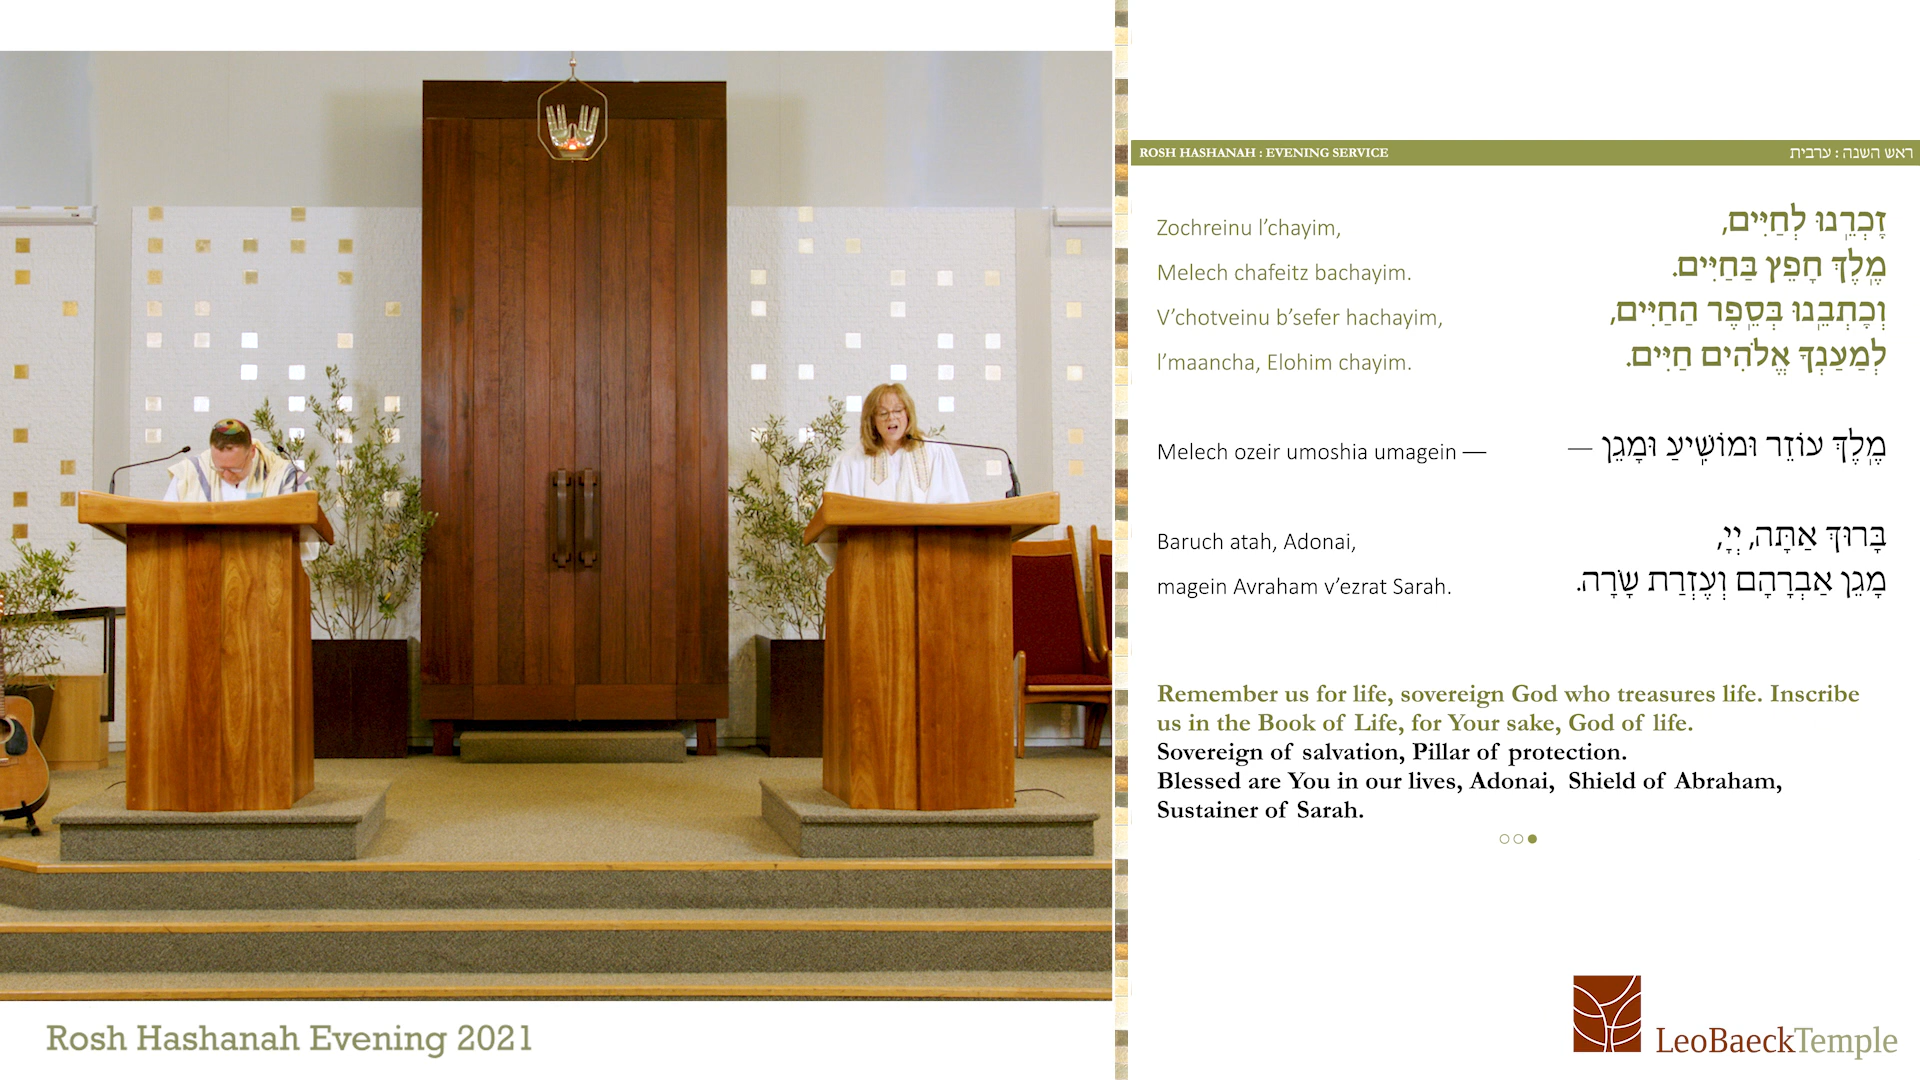 ROSH HASHANAH : EVENING SERVICE
ראש השנה : ערבית
Zochreinu l’chayim,
Melech chafeitz bachayim.
V’chotveinu b’sefer hachayim,
l’maancha, Elohim chayim.
Melech ozeir umoshia umagein —
Baruch atah, Adonai,
magein Avraham v’ezrat Sarah.
זׇכְרֵֽנוּ לְחַיִּים,
מֶֽלֶךְ חָפֵץ בַּחַיִּים.
וְכׇתְבֵֽנוּ בְּסֵֽפֶר הַחַיִּים,
לְמַעַנְךָ אֱלֹהִים חַיִּים.
מֶֽלֶךְ עוֹזֵר וּמוֹשִֽׁיעַ וּמָגֵן —
בָּרוּךְ אַתָּה, יְיָ,
מָגֵן אַבְרָהָם וְעֶזְרַת שָׂרָה.
Remember us for life, sovereign God who treasures life. Inscribe
us in the Book of Life, for Your sake, God of life.
Sovereign of salvation, Pillar of protection.
Blessed are You in our lives, Adonai, Shield of Abraham,
Sustainer of Sarah.
Rosh Hashanah Evening 2021
LeoBaeckTemple